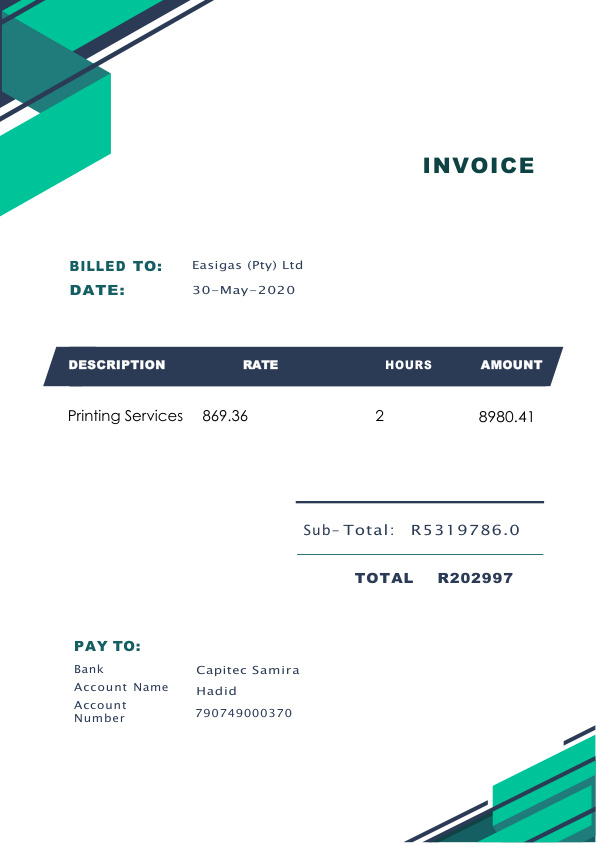 INVOICE
BILLED TO: Easigas (Pty) Ltd
DATE: 30-May-2020
DESCRIPTION RATE HOURS AMOUNT
Printing Services 869.36 2 8980.41
Sub-Total: R5319786.0
TOTAL R202997
PAY TO:
Bank Capitec Samira
Account Name Hadid
Account
Number 790749000370